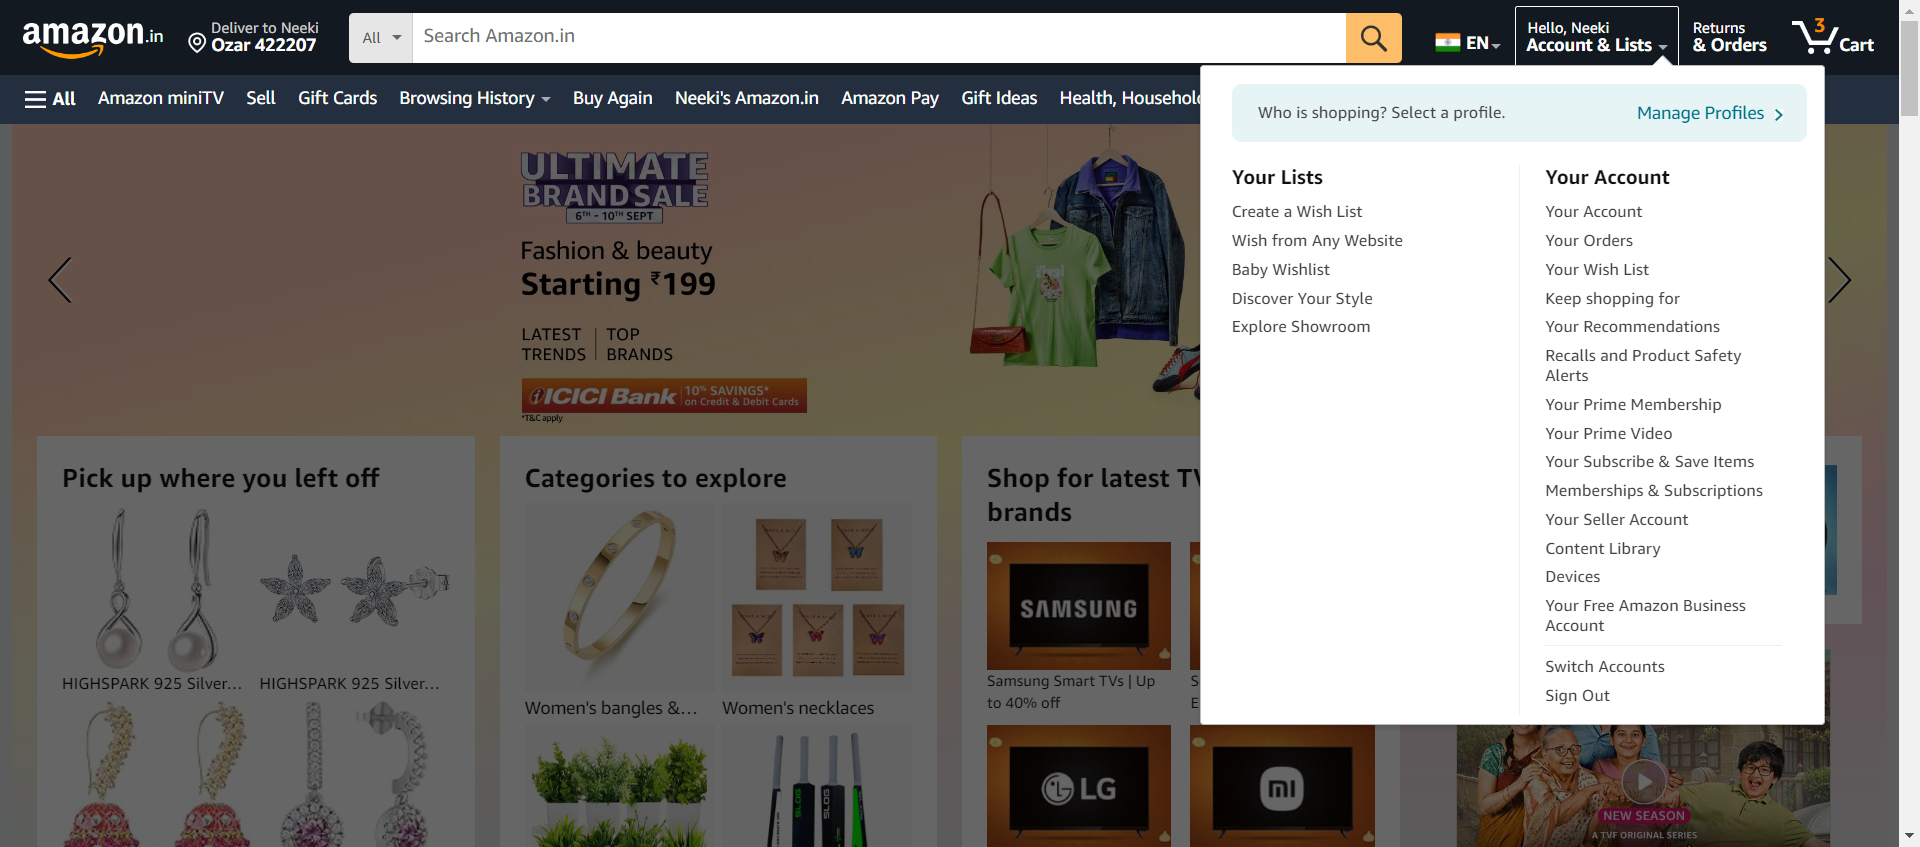 amazon.in
Deliver to Neeki
Ozar 422207
All
Search Amazon.in
EN
Hello, Neeki
Account & Lists
Returns
& Orders
3
Cart
All
Amazon miniTV
Sell
Gift Cards
Browsing History
Buy Again
Neeki's Amazon.in
Amazon Pay
Gift Ideas
Health, Househol
Who is shopping? Select a profile.
Manage Profiles
Your Lists
Create a Wish List
Wish from Any Website
Baby Wishlist
Discover Your Style
Explore Showroom
Your Account
Your Account
Your Orders
Your Wish List
Keep shopping for
Your Recommendations
Recalls and Product Safety
Alerts
Your Prime Membership
Your Prime Video
Your Subscribe & Save Items
Memberships & Subscriptions
Your Seller Account
Content Library
Devices
Your Free Amazon Business
Account
Switch Accounts
Sign Out
ULTIMATE
BRAND SALE
6TH - 10TH SEPT
Fashion & beauty
Starting ₹199
LATEST
TRENDS
TOP
BRANDS
ICICI Bank
10% SAVINGS*
on Credit & Debit Cards
*T&C apply
Pick up where you left off
HIGHSPARK 925 Silver...
HIGHSPARK 925 Silver...
Categories to explore
Women's bangles &...
Women's necklaces
SLOG
SLOG
Shop for latest TV
brands
SAMSUNG
Samsung Smart TVs | Up
to 40% off
S
E
LG
mi
NEW SEASON
A TVF ORIGINAL SERIES